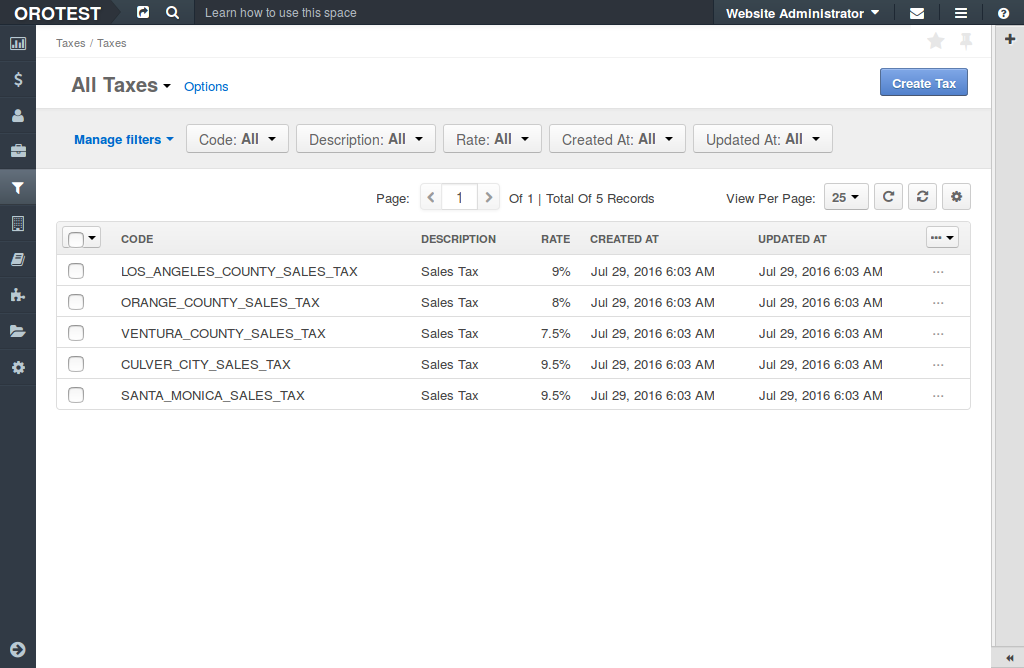 OROTEST Learn how to use this space Website Administrator
Taxes / Taxes
All Taxes Options Create Tax
Manage filters Code: All Description: All Rate: All Created At: All Updated At: All
Page: 1 Of 1 | Total Of 5 Records View Per Page: 25
CODE DESCRIPTION RATE CREATED AT UPDATED AT
LOS_ANGELES_COUNTY_SALES_TAX Sales Tax 9% Jul 29, 2016 6:03 AM Jul 29, 2016 6:03 AM
ORANGE_COUNTY_SALES_TAX Sales Tax 8% Jul 29, 2016 6:03 AM Jul 29, 2016 6:03 AM
VENTURA_COUNTY_SALES_TAX Sales Tax 7.5% Jul 29, 2016 6:03 AM Jul 29, 2016 6:03 AM
CULVER_CITY_SALES_TAX Sales Tax 9.5% Jul 29, 2016 6:03 AM Jul 29, 2016 6:03 AM
SANTA_MONICA_SALES_TAX Sales Tax 9.5% Jul 29, 2016 6:03 AM Jul 29, 2016 6:03 AM